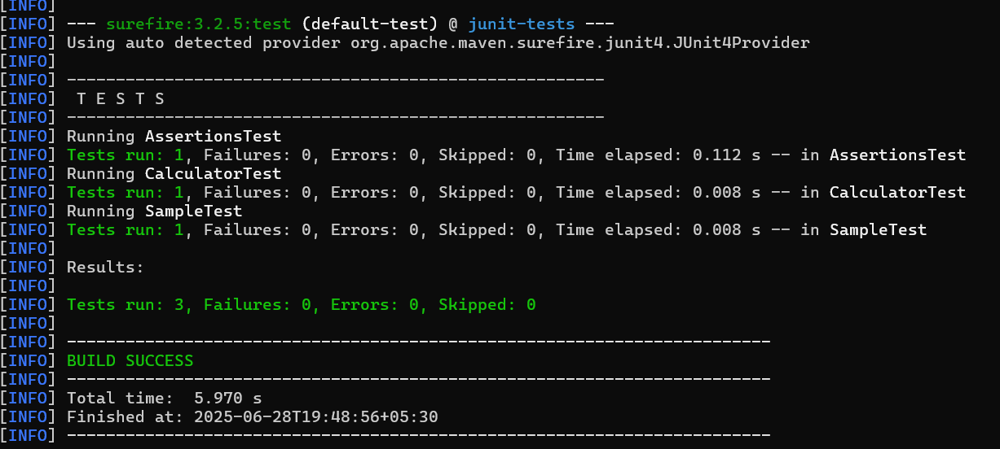 [INFO]
[INFO] --- surefire:3.2.5:test (default-test) @ junit-tests ---
[INFO] Using auto detected provider org.apache.maven.surefire.junit4.JUnit4Provider
[INFO]
[INFO] -------------------------------------------------------
[INFO]  T E S T S
[INFO] -------------------------------------------------------
[INFO] Running AssertionsTest
[INFO] Tests run: 1, Failures: 0, Errors: 0, Skipped: 0, Time elapsed: 0.112 s -- in AssertionsTest
[INFO] Running CalculatorTest
[INFO] Tests run: 1, Failures: 0, Errors: 0, Skipped: 0, Time elapsed: 0.008 s -- in CalculatorTest
[INFO] Running SampleTest
[INFO] Tests run: 1, Failures: 0, Errors: 0, Skipped: 0, Time elapsed: 0.008 s -- in SampleTest
[INFO]
[INFO] Results:
[INFO]
[INFO] Tests run: 3, Failures: 0, Errors: 0, Skipped: 0
[INFO]
[INFO] ------------------------------------------------------------------------
[INFO] BUILD SUCCESS
[INFO] ------------------------------------------------------------------------
[INFO] Total time:  5.970 s
[INFO] Finished at: 2025-06-28T19:48:56+05:30
[INFO] ------------------------------------------------------------------------